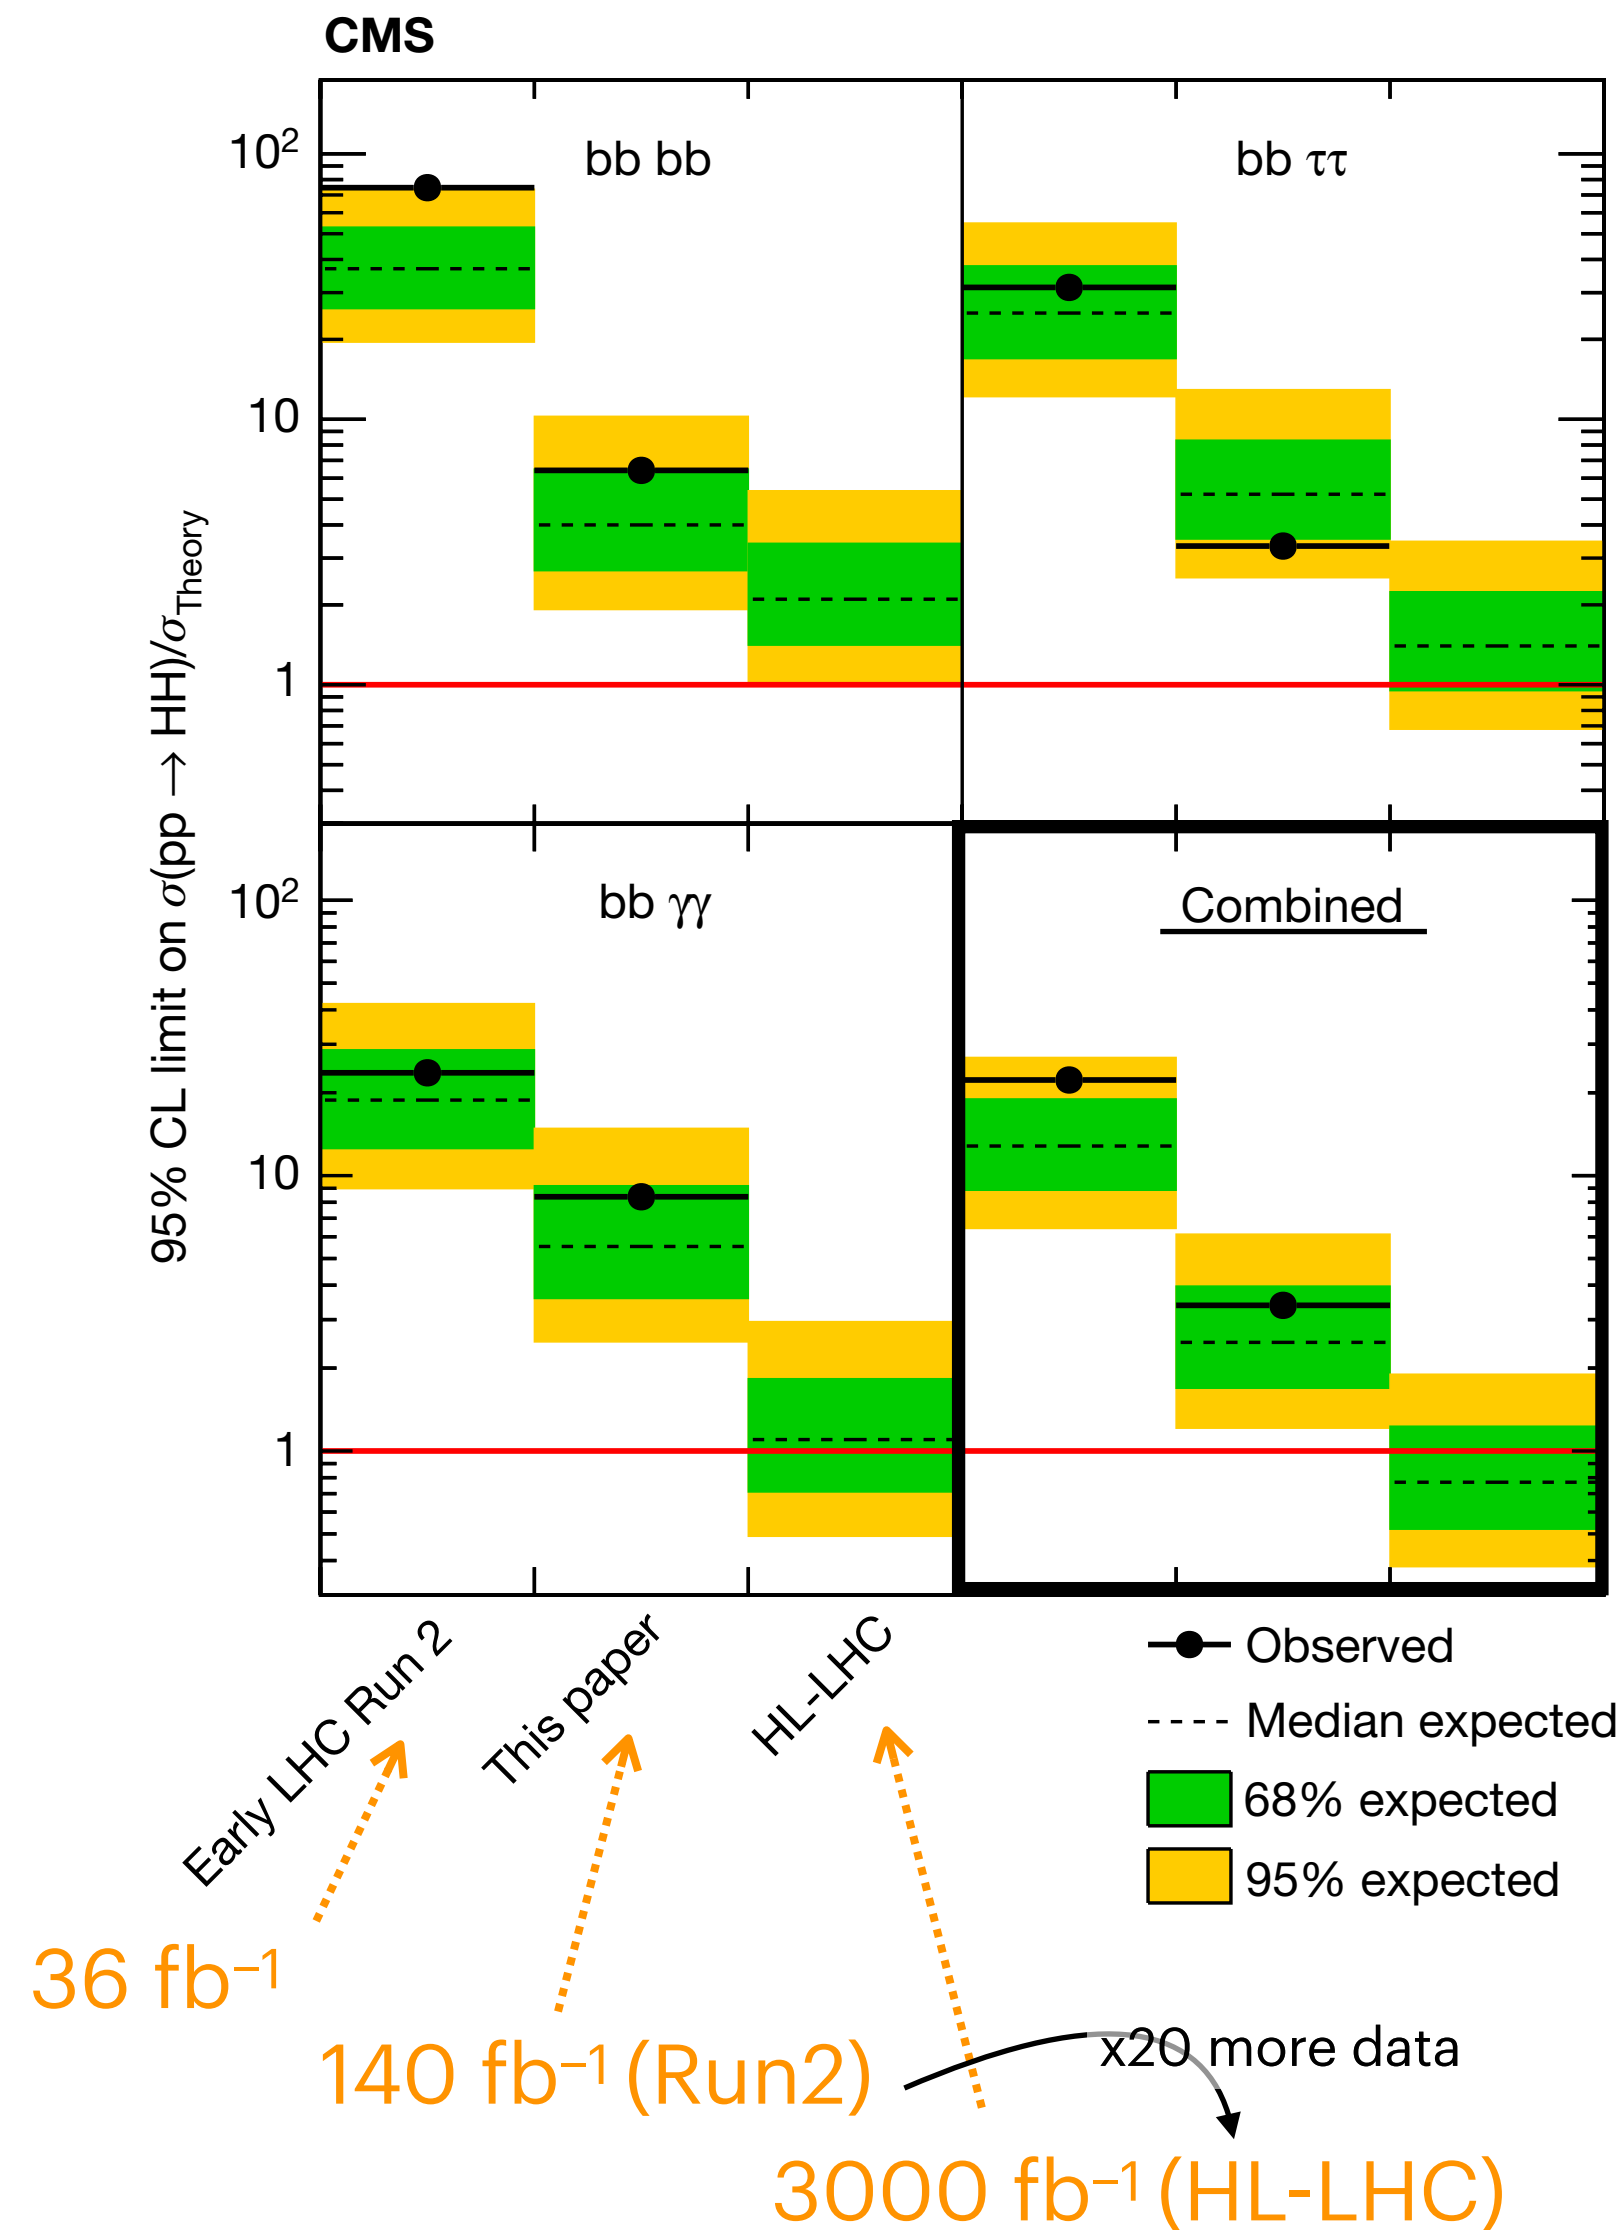 CMS
bb bb
bb ττ
10²
10
1
95% CL limit on σ(pp → HH)/σTheory
bb γγ
Combined
10²
10
1
Early LHC Run 2
This paper
HL-LHC
Observed
Median expected
68% expected
95% expected
36 fb⁻¹
140 fb⁻¹ (Run2)
x20 more data
3000 fb⁻¹ (HL-LHC)